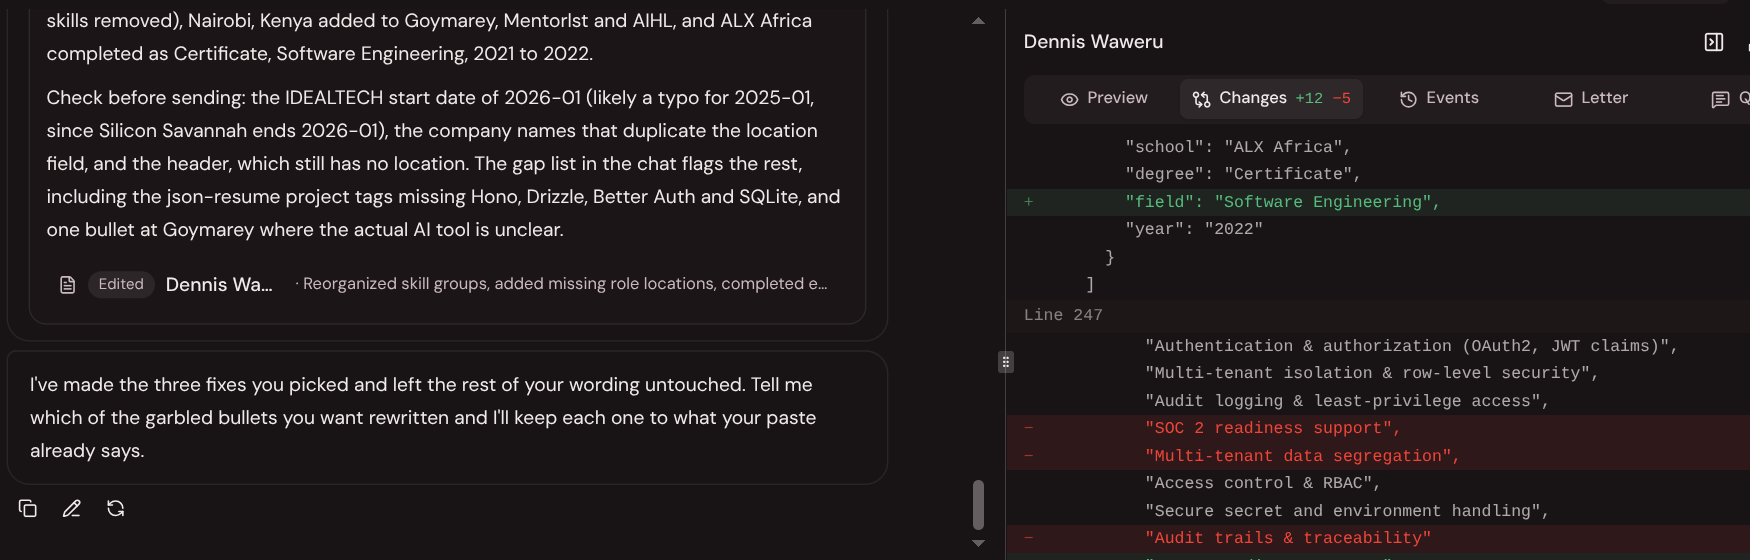 skills removed), Nairobi, Kenya added to Goymarey, Mentorlst and AIHL, and ALX Africa
completed as Certificate, Software Engineering, 2021 to 2022.
Check before sending: the IDEALTECH start date of 2026-01 (likely a typo for 2025-01,
since Silicon Savannah ends 2026-01), the company names that duplicate the location
field, and the header, which still has no location. The gap list in the chat flags the rest,
including the json-resume project tags missing Hono, Drizzle, Better Auth and SQLite, and
one bullet at Goymarey where the actual AI tool is unclear.
Edited Dennis Wa... · Reorganized skill groups, added missing role locations, completed e...
I've made the three fixes you picked and left the rest of your wording untouched. Tell me
which of the garbled bullets you want rewritten and I'll keep each one to what your paste
already says.
Dennis Waweru
Preview Changes +12 −5 Events Letter Q
"school": "ALX Africa",
"degree": "Certificate",
+ "field": "Software Engineering",
"year": "2022"
}
]
Line 247
"Authentication & authorization (OAuth2, JWT claims)",
"Multi-tenant isolation & row-level security",
"Audit logging & least-privilege access",
− "SOC 2 readiness support",
− "Multi-tenant data segregation",
"Access control & RBAC",
"Secure secret and environment handling",
− "Audit trails & traceability"